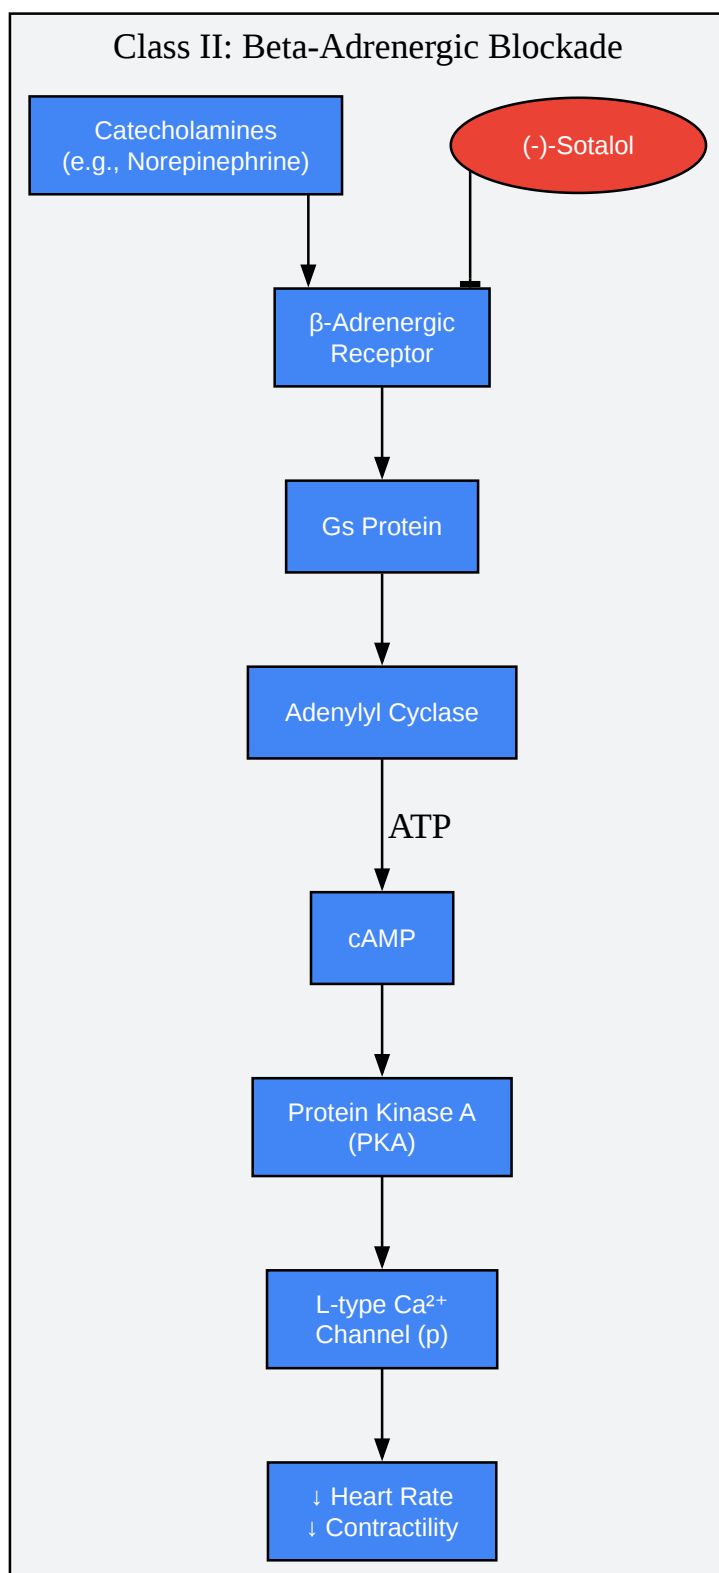 Class II: Beta-Adrenergic Blockade
Catecholamines
(e.g., Norepinephrine)
(-)-Sotalol
β-Adrenergic
Receptor
Gs Protein
Adenylyl Cyclase
ATP
cAMP
Protein Kinase A
(PKA)
L-type Ca²⁺
Channel (p)
↓ Heart Rate
↓ Contractility